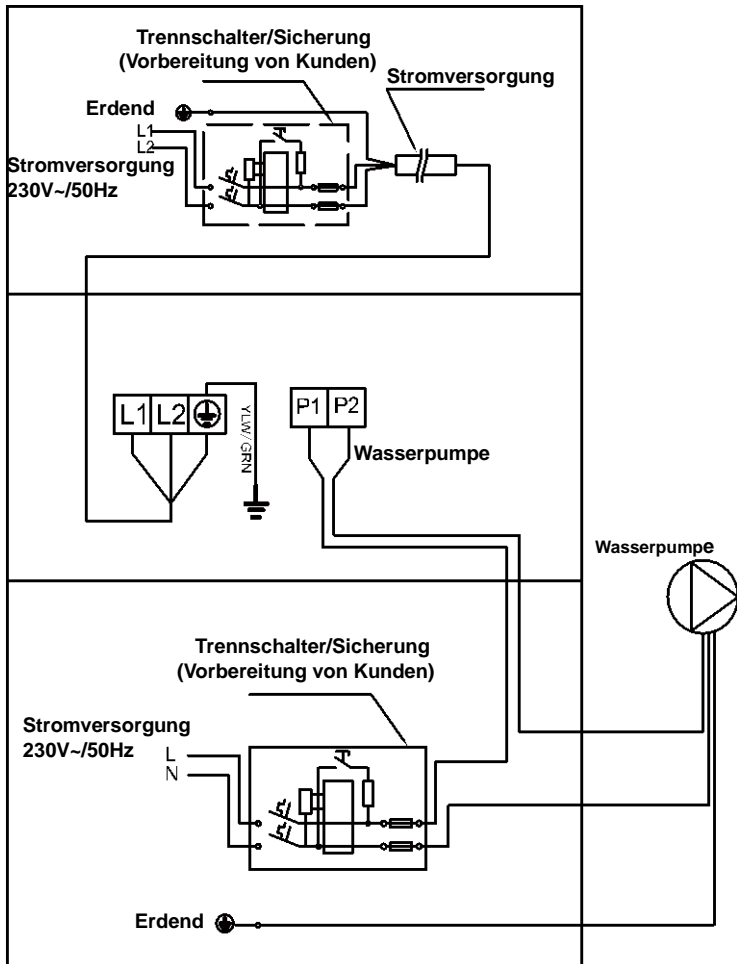 Trennschalter/Sicherung
(Vorbereitung von Kunden)
Stromversorgung
Erdend
L1
L2
Stromversorgung
230V~/50Hz
L1 L2
YLW/GRN
P1 P2
Wasserpumpe
Wasserpumpe
Trennschalter/Sicherung
(Vorbereitung von Kunden)
Stromversorgung
230V~/50Hz
L
N
Erdend